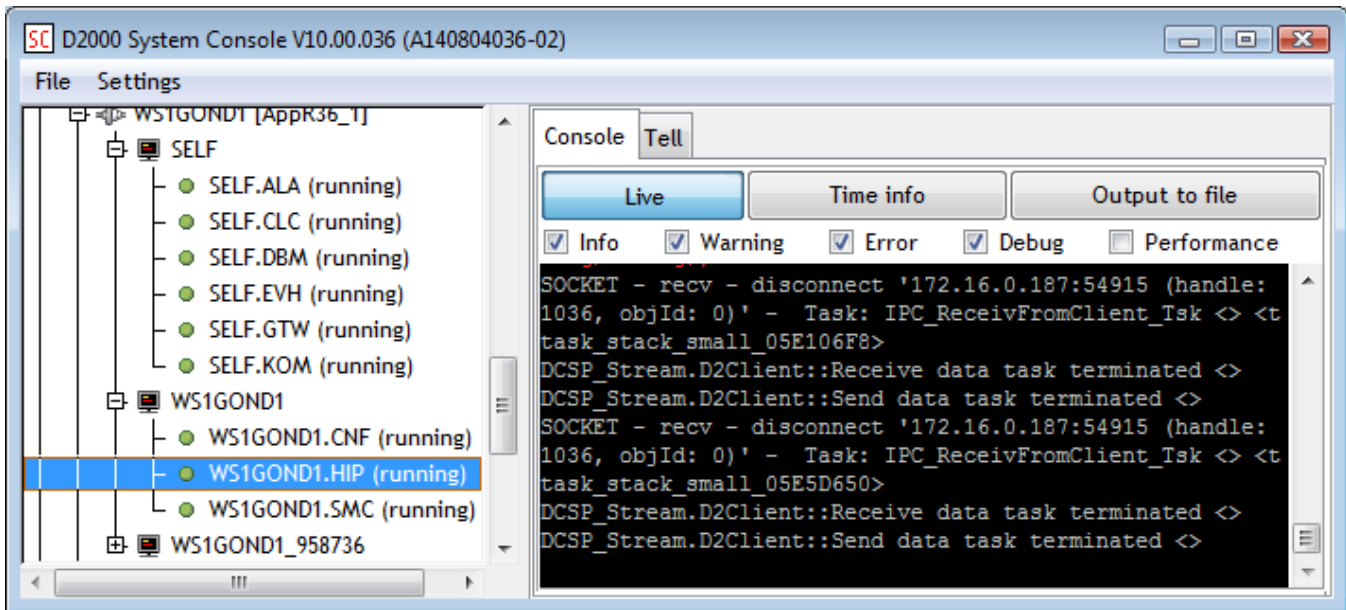 SC D2000 System Console V10.00.036 (A140804036-02)
File Settings
WS1GOND1 [AppR36_1]
SELF
SELF.ALA (running)
SELF.CLC (running)
SELF.DBM (running)
SELF.EVH (running)
SELF.GTW (running)
SELF.KOM (running)
WS1GOND1
WS1GOND1.CNF (running)
WS1GOND1.HIP (running)
WS1GOND1.SMC (running)
WS1GOND1_958736
Console Tell
Live Time info Output to file
Info Warning Error Debug Performance
SOCKET - recv - disconnect '172.16.0.187:54915 (handle:
1036, objId: 0)' - Task: IPC_ReceivFromClient_Tsk <> <t
task_stack_small_05E106F8>
DCSP_Stream.D2Client::Receive data task terminated <>
DCSP_Stream.D2Client::Send data task terminated <>
SOCKET - recv - disconnect '172.16.0.187:54915 (handle:
1036, objId: 0)' - Task: IPC_ReceivFromClient_Tsk <> <t
task_stack_small_05E5D650>
DCSP_Stream.D2Client::Receive data task terminated <>
DCSP_Stream.D2Client::Send data task terminated <>